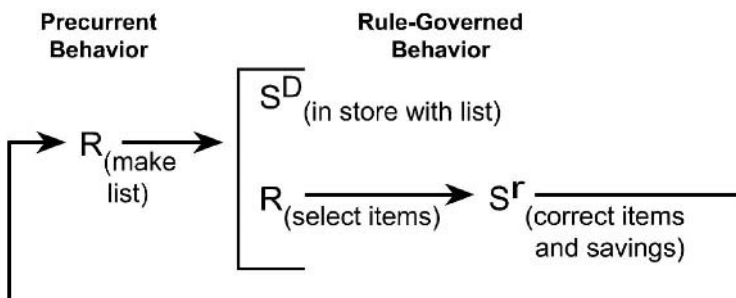 Precurrent
Behavior
Rule-Governed
Behavior
SD (in store with list)
R (make
list)
R (select items)
Sr (correct items
and savings)